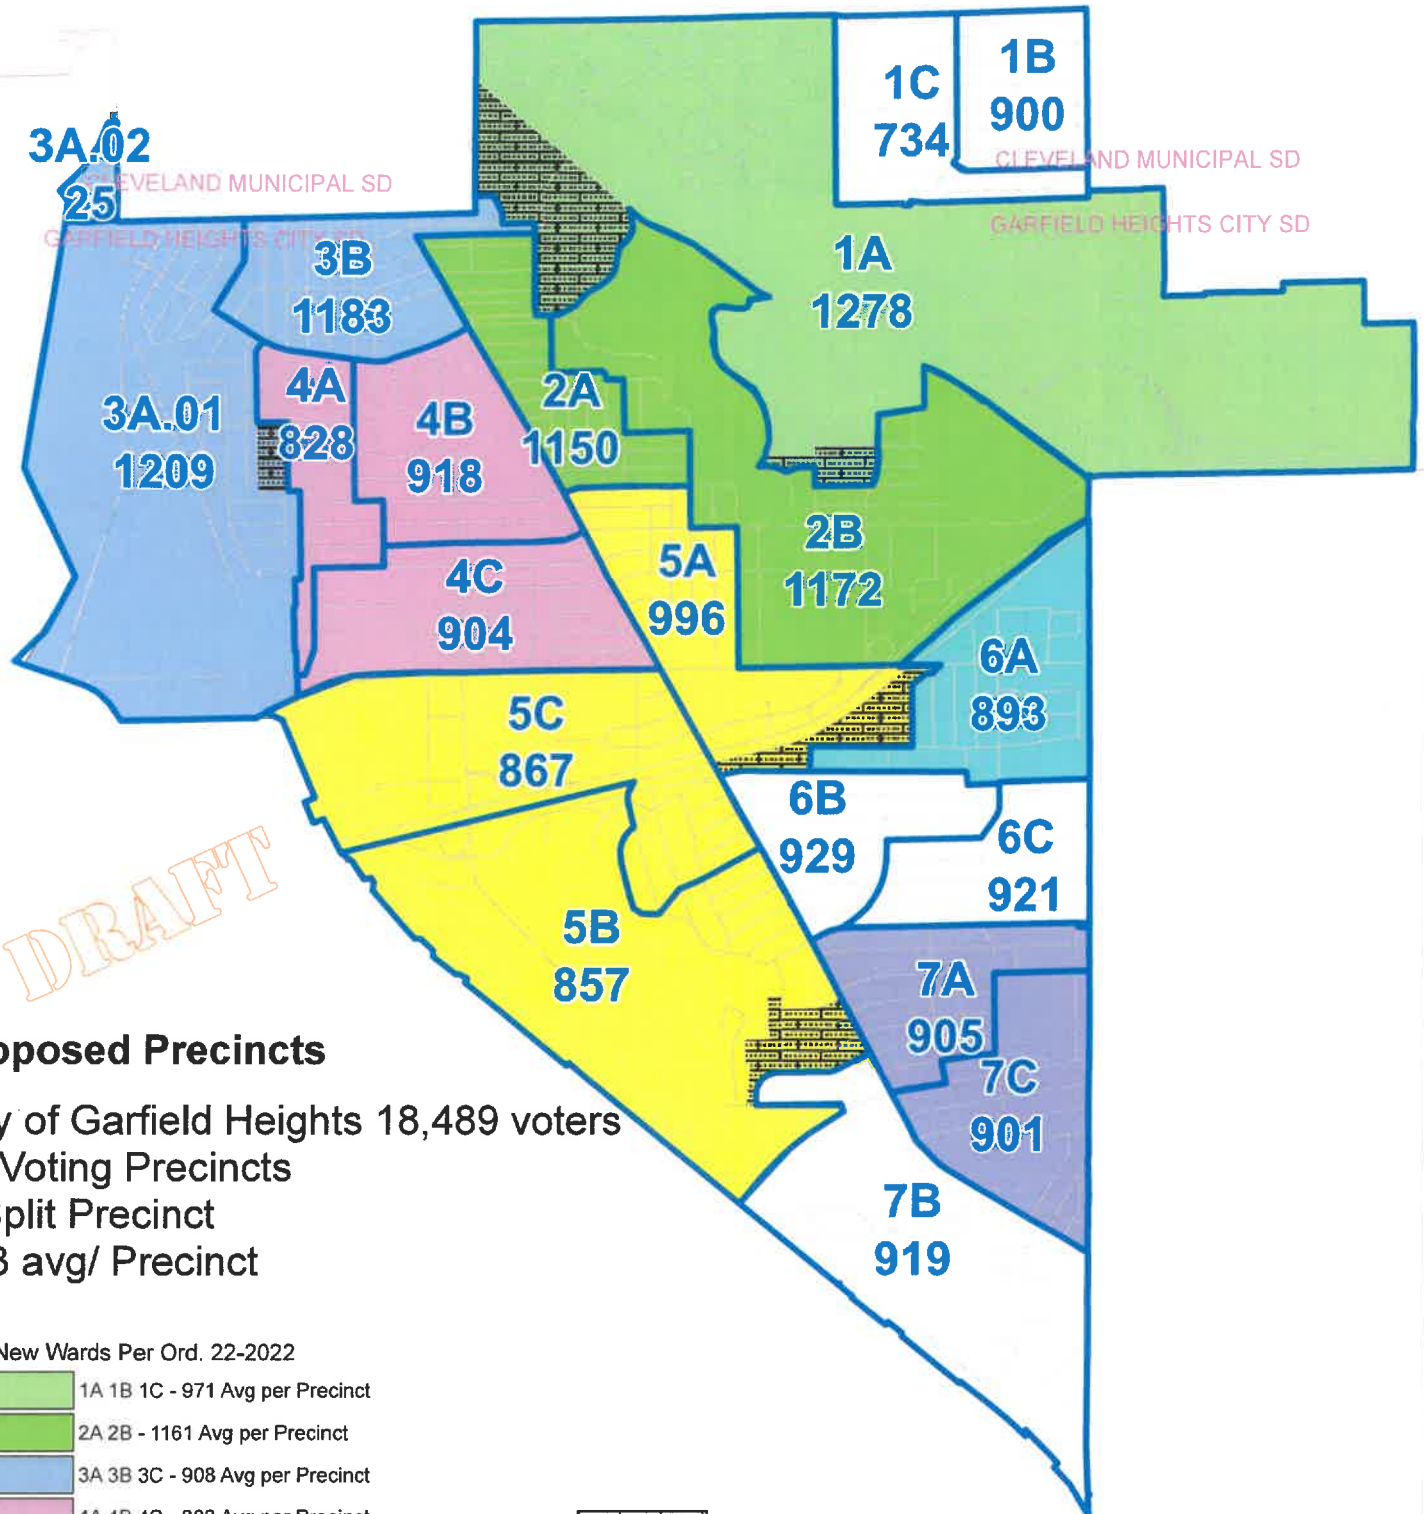 1C
734
1B
900
CLEVELAND MUNICIPAL SD
GARFIELD HEIGHTS CITY SD
3A.02
25
CLEVELAND MUNICIPAL SD
GARFIELD HEIGHTS CITY SD
3B
1183
1A
1278
3A.01
1209
4A
828
4B
918
2A
1150
4C
904
5A
996
2B
1172
6A
893
5C
867
6B
929
6C
921
5B
857
7A
905
7C
901
7B
919
DRAFT
oposed Precincts
y of Garfield Heights 18,489 voters
Voting Precincts
Split Precinct
avg/ Precinct
New Wards Per Ord. 22-2022
1A 1B 1C - 971 Avg per Precinct
2A 2B - 1161 Avg per Precinct
3A 3B 3C - 908 Avg per Precinct
Avg per Precinct